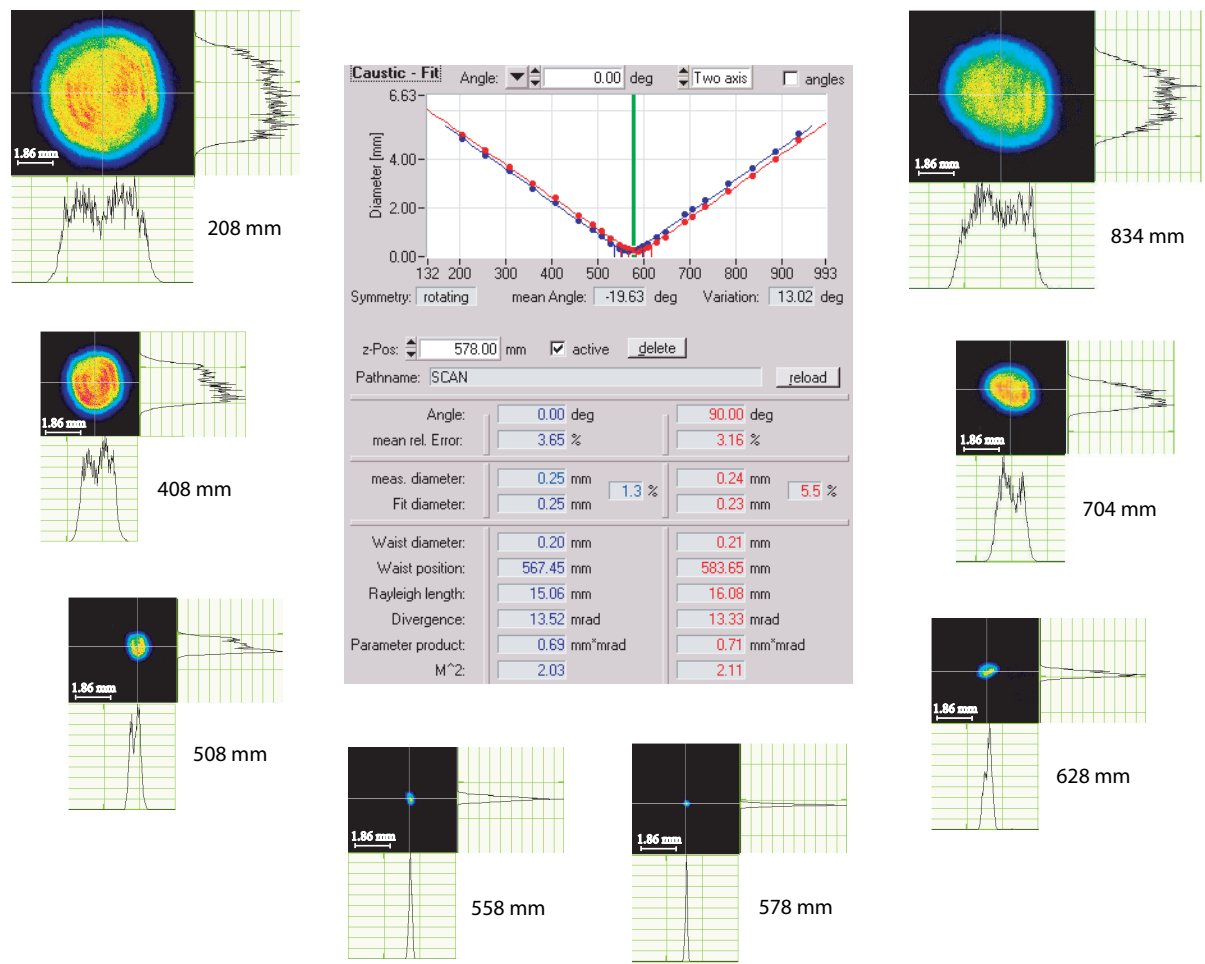 1.86 mm
208 mm
1.86 mm
408 mm
1.86 mm
508 mm
Caustic - Fit Angle: 0.00 deg Two axis angles
Diameter [mm]
6.63
4.00
2.00
0.00
132 200 300 400 500 600 700 800 900 993
Symmetry: rotating mean Angle: -19.63 deg Variation: 13.02 deg
z-Pos: 578.00 mm active delete
Pathname: SCAN reload
Angle: 0.00 deg 90.00 deg
mean rel. Error: 3.65 % 3.16 %
meas. diameter: 0.25 mm 0.24 mm
1.3 % 5.5 %
Fit diameter: 0.25 mm 0.23 mm
Waist diameter: 0.20 mm 0.21 mm
Waist position: 567.45 mm 583.65 mm
Rayleigh length: 15.06 mm 16.08 mm
Divergence: 13.52 mrad 13.33 mrad
Parameter product: 0.69 mm*mrad 0.71 mm*mrad
M^2: 2.03 2.11
1.86 mm
834 mm
1.86 mm
704 mm
1.86 mm
628 mm
1.86 mm
558 mm
1.86 mm
578 mm